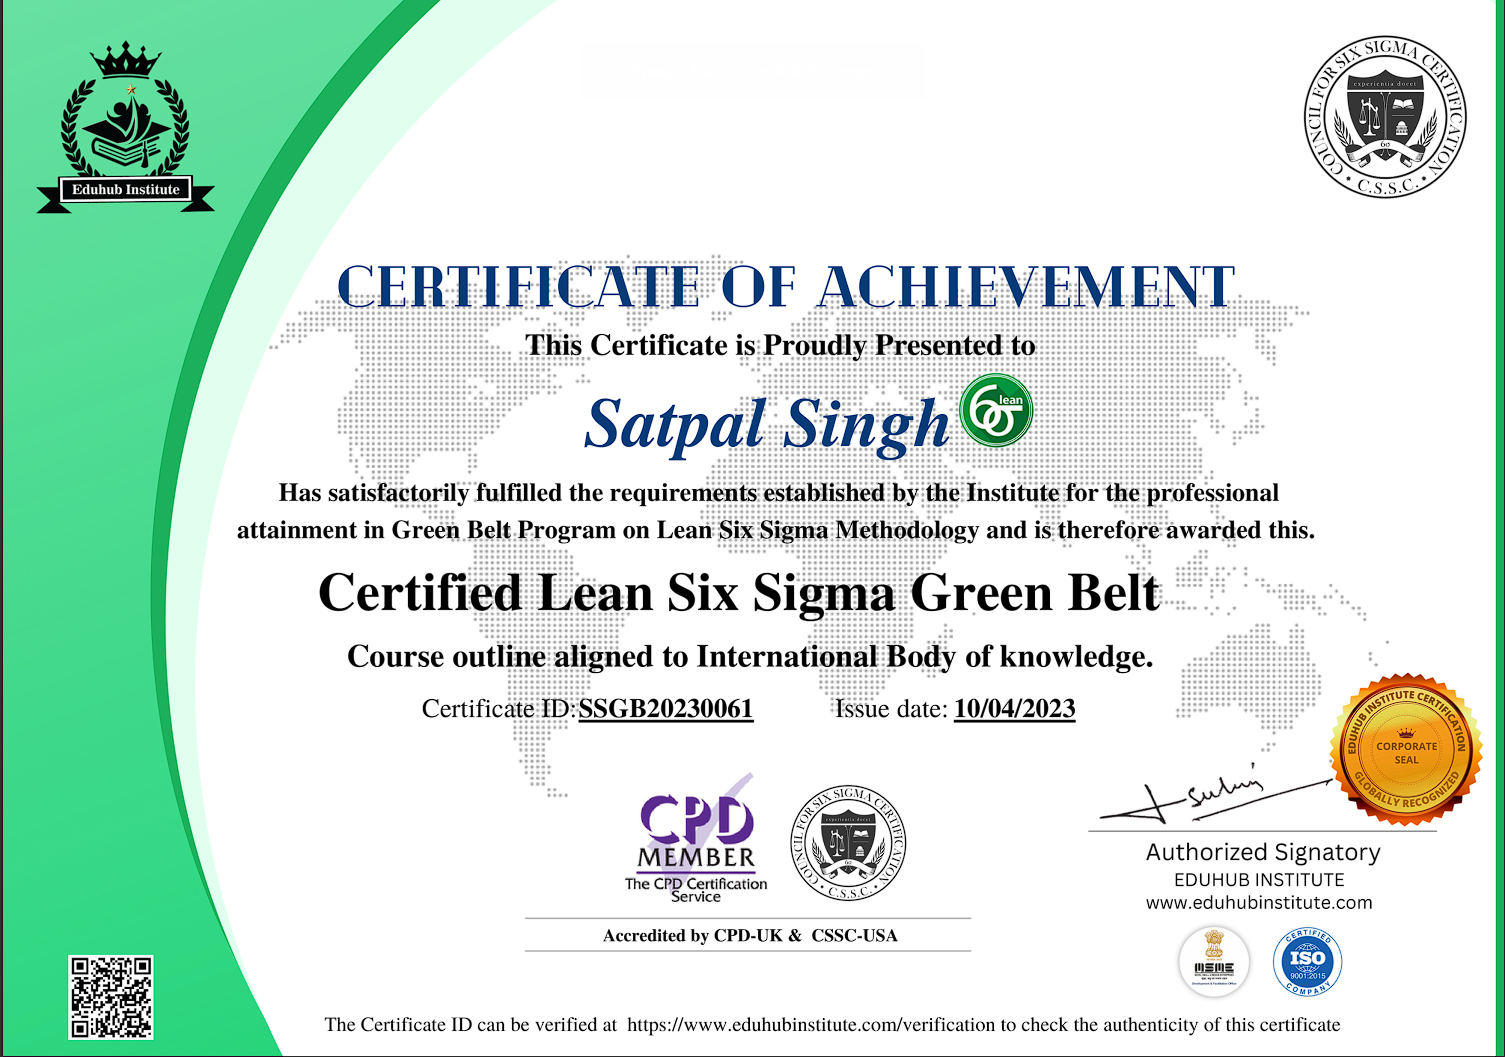 Eduhub Institute
COUNCIL FOR SIX SIGMA CERTIFICATION
experientia docet
6σ
• C.S.S.C. •
CERTIFICATE OF ACHIEVEMENT
This Certificate is Proudly Presented to
Satpal Singh
6σ lean
Has satisfactorily fulfilled the requirements established by the Institute for the professional
attainment in Green Belt Program on Lean Six Sigma Methodology and is therefore awarded this.
Certified Lean Six Sigma Green Belt
Course outline aligned to International Body of knowledge.
Certificate ID:SSGB20230061 Issue date: 10/04/2023
EDUHUB INSTITUTE CERTIFICATION
CORPORATE
SEAL
GLOBALLY RECOGNIZED
CPD
MEMBER
The CPD Certification
Service
COUNCIL FOR SIX SIGMA CERTIFICATION
experientia docet
6σ
• C.S.S.C. •
Accredited by CPD-UK & CSSC-USA
Authorized Signatory
EDUHUB INSTITUTE
www.eduhubinstitute.com
MSME
CERTIFIED
ISO
9001:2015
COMPANY
The Certificate ID can be verified at https://www.eduhubinstitute.com/verification to check the authenticity of this certificate